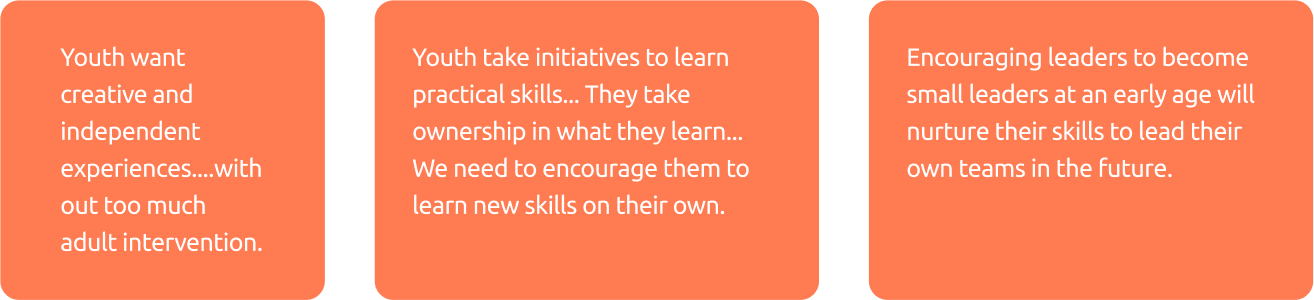 Youth want
creative and
independent
experiences....with
out too much
adult intervention.
Youth take initiatives to learn
practical skills... They take
ownership in what they learn...
We need to encourage them to
learn new skills on their own.
Encouraging leaders to become
small leaders at an early age will
nurture their skills to lead their
own teams in the future.